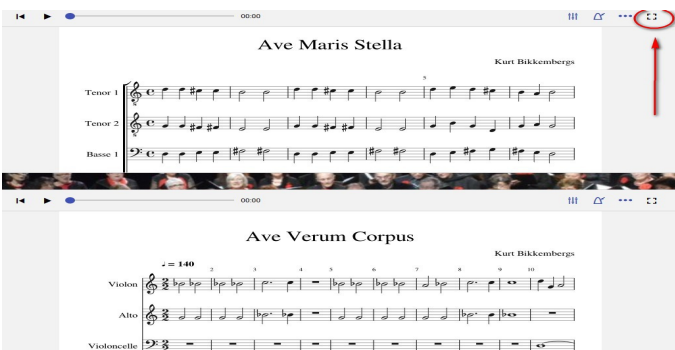 00:00
Ave Maris Stella
Kurt Bikkembergs
5
Tenor 1
Tenor 2
Basse 1
00:00
Ave Verum Corpus
Kurt Bikkembergs
♩ = 140
2 3 4 5 6 7 8 9 10
Violon
Alto
Violoncelle